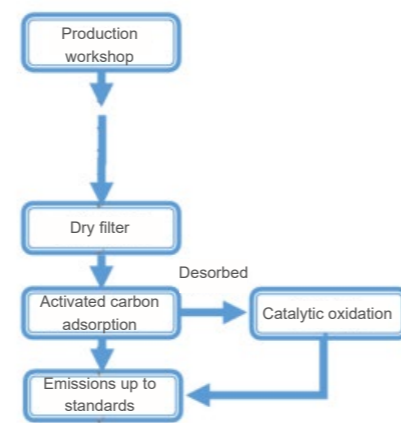 Production
workshop
Dry filter
Desorbed
Activated carbon
adsorption
Catalytic oxidation
Emissions up to
standards